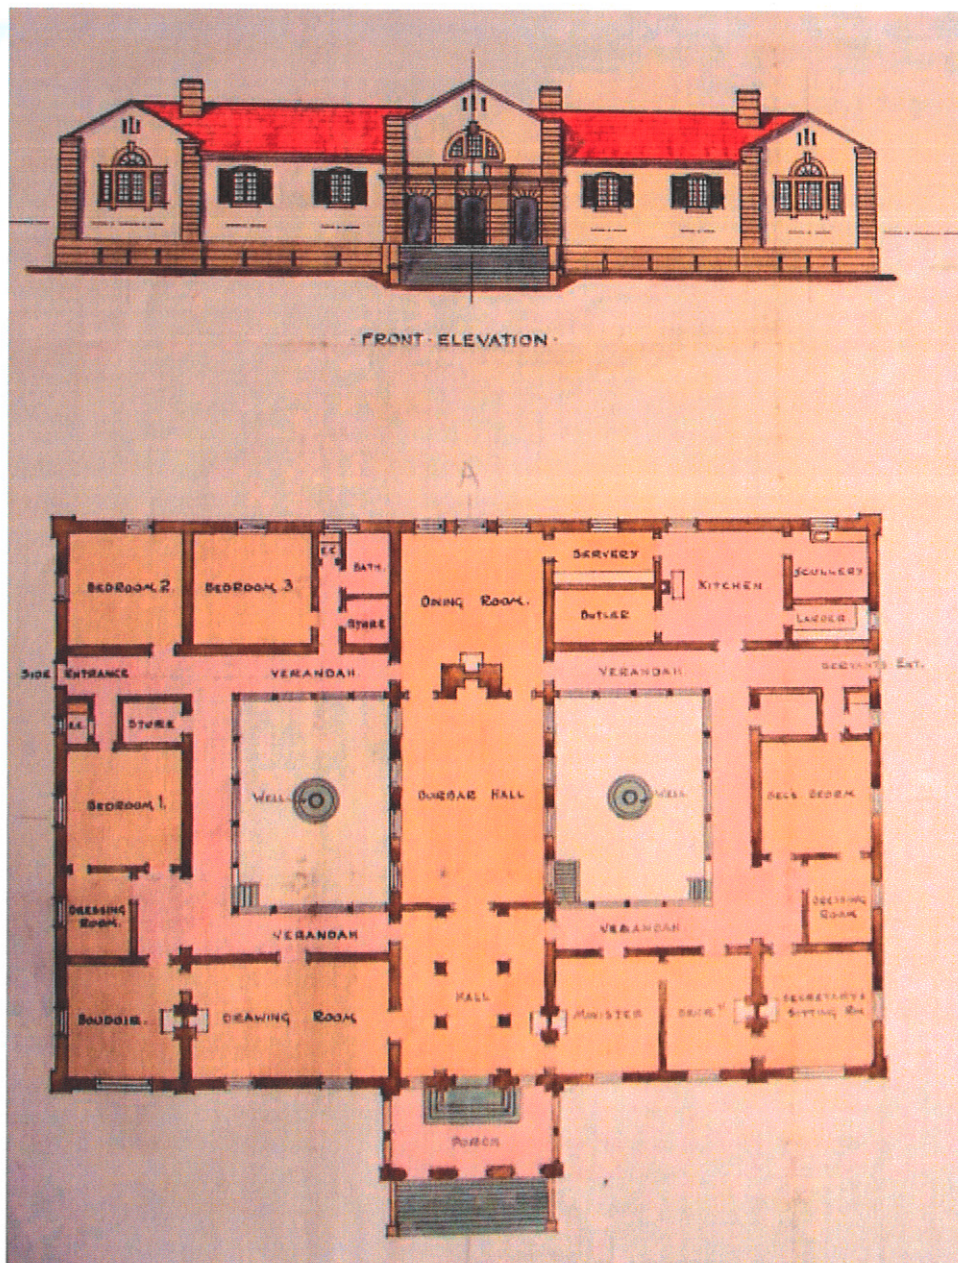 · FRONT · ELEVATION ·
A
BEDROOM 2.
BEDROOM 3
E.C.
BATH.
STORE
DINING ROOM.
SERVERY
BUTLER
KITCHEN
SCULLERY
LARDER
SIDE ENTRANCE
VERANDAH.
VERANDAH.
SERVANTS ENT.
E.C.
STORE
BEDROOM 1.
WELL
DURBAR HALL
WELL
DRESSING
ROOM.
DRESSING
ROOM
VERANDAH
VERANDAH.
BOUDOIR.
DRAWING ROOM
HALL
MINISTER
SECRETARY'S
SITTING RM
PORCH